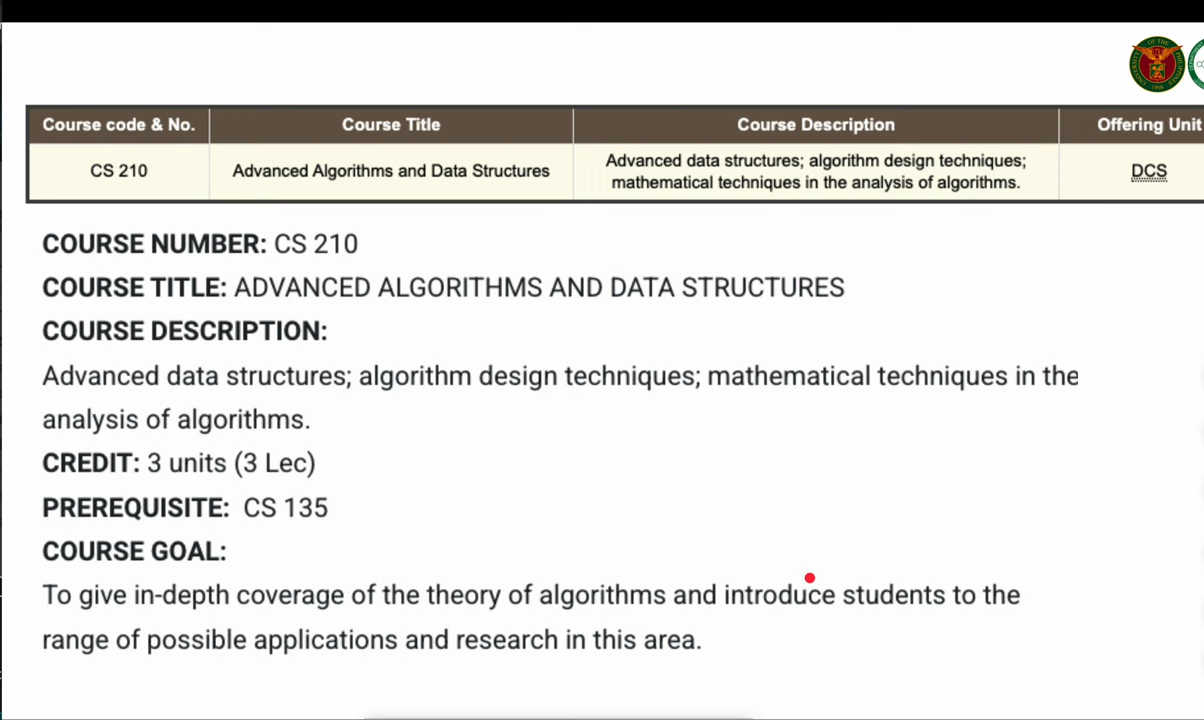 Course code & No. Course Title Course Description Offering Unit
CS 210 Advanced Algorithms and Data Structures Advanced data structures; algorithm design techniques; mathematical techniques in the analysis of algorithms. DCS
COURSE NUMBER: CS 210
COURSE TITLE: ADVANCED ALGORITHMS AND DATA STRUCTURES
COURSE DESCRIPTION:
Advanced data structures; algorithm design techniques; mathematical techniques in the
analysis of algorithms.
CREDIT: 3 units (3 Lec)
PREREQUISITE: CS 135
COURSE GOAL:
To give in-depth coverage of the theory of algorithms and introduce students to the
range of possible applications and research in this area.